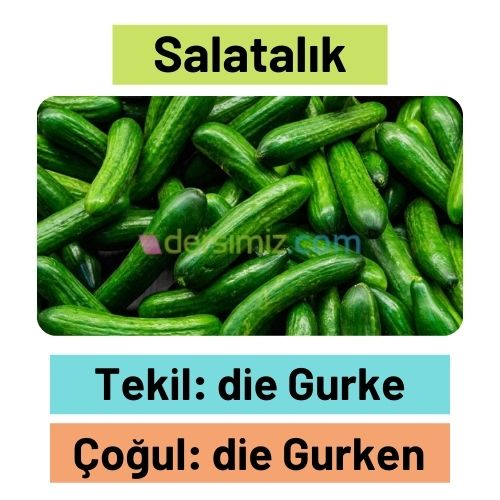 Salatalık
dersimiz.com
Tekil: die Gurke
Çoğul: die Gurken